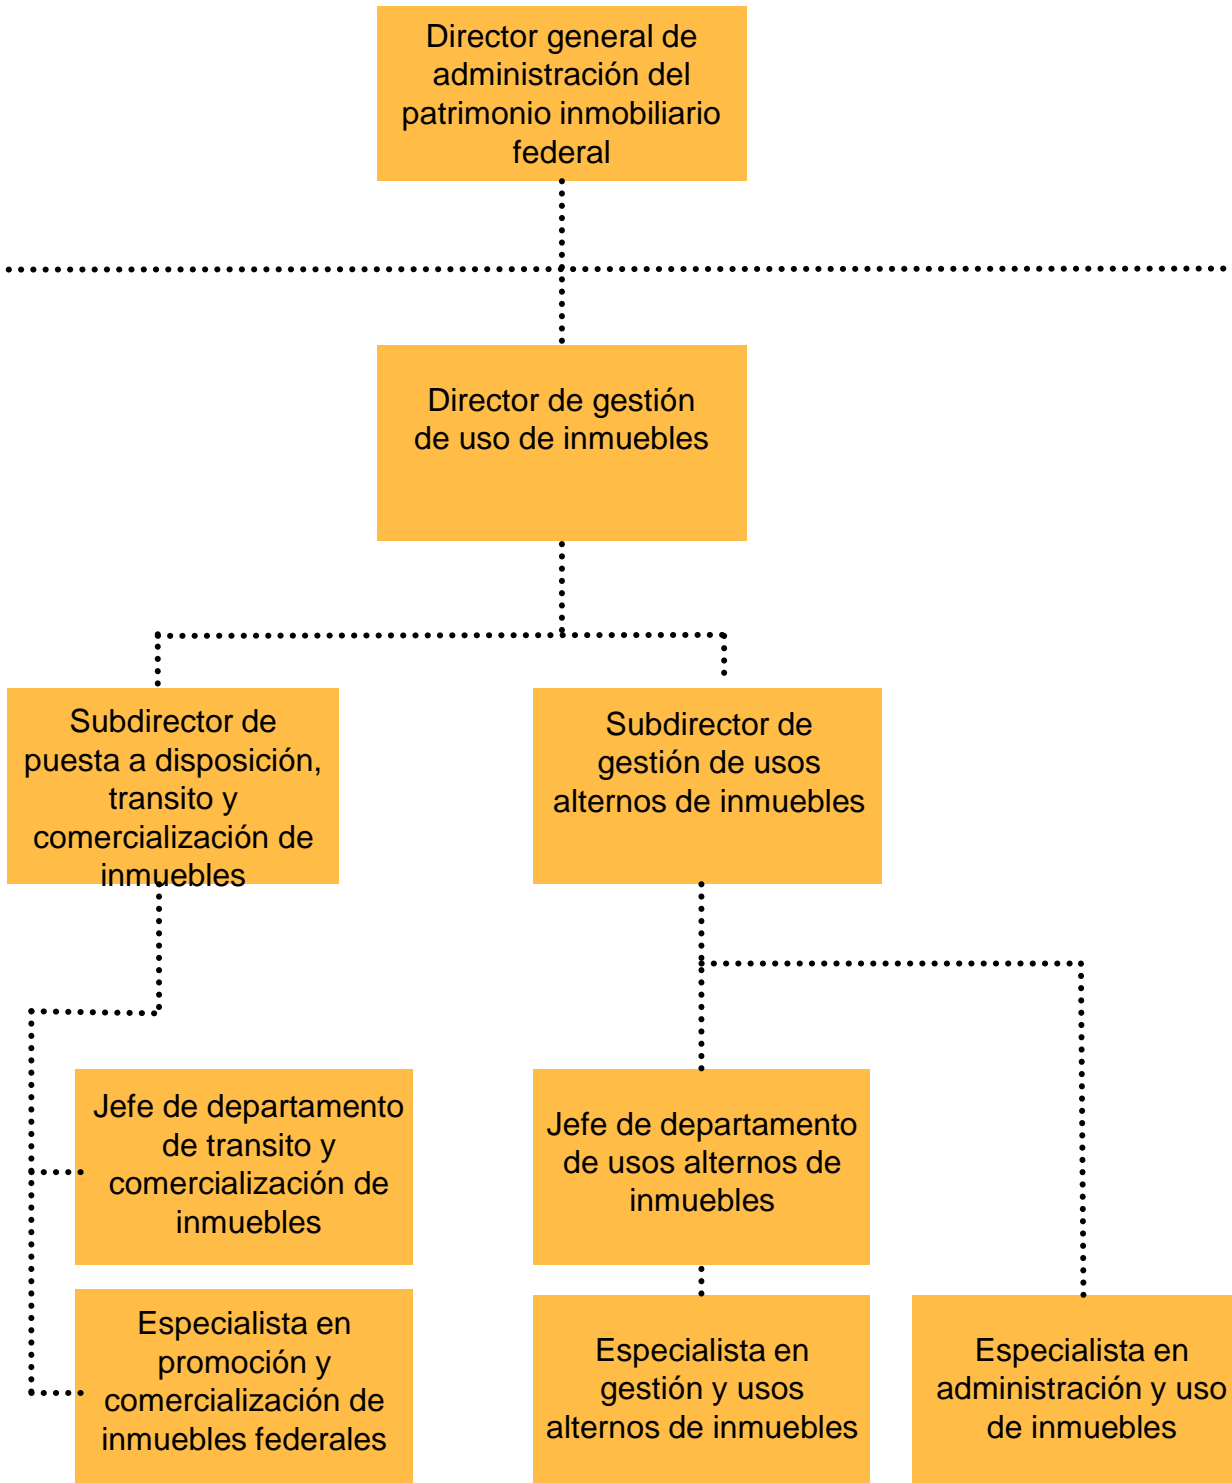 Director general de
administración del
patrimonio inmobiliario
federal
Director de gestión
de uso de inmuebles
Subdirector de
puesta a disposición,
transito y
comercialización de
inmuebles
Subdirector de
gestión de usos
alternos de inmuebles
Jefe de departamento
de transito y
comercialización de
inmuebles
Jefe de departamento
de usos alternos de
inmuebles
Especialista en
promoción y
comercialización de
inmuebles federales
Especialista en
gestión y usos
alternos de inmuebles
Especialista en
administración y uso
de inmuebles